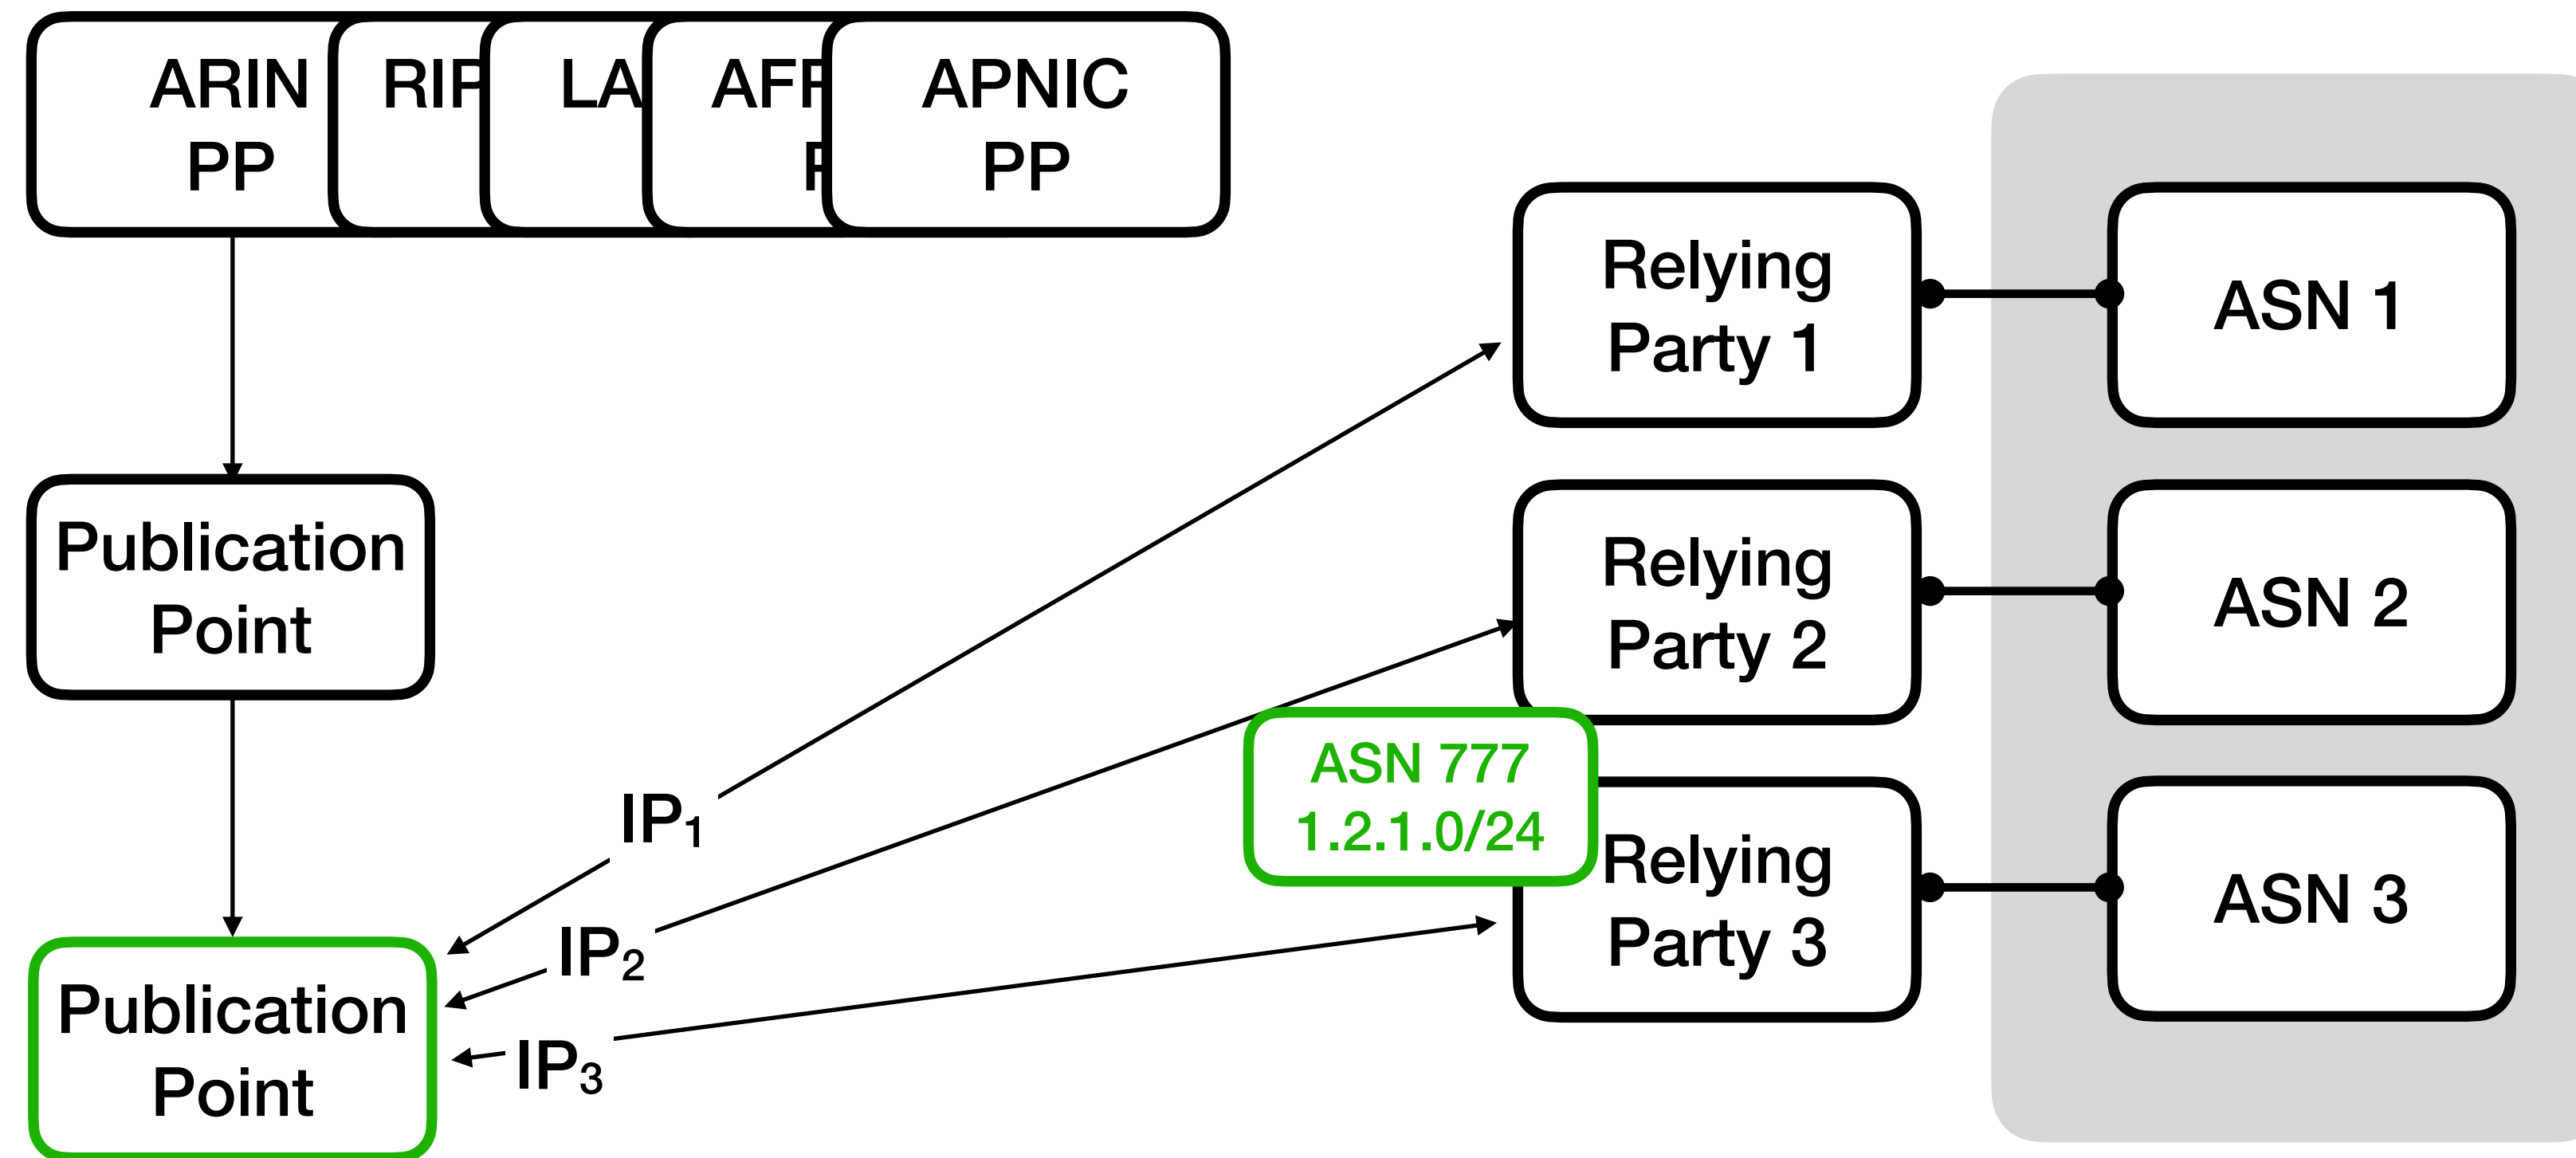 ARIN
PP
RIP
LA
AFR
P
APNIC
PP
Relying
Party 1
ASN 1
Publication
Point
Relying
Party 2
ASN 2
ASN 777
1.2.1.0/24
IP₁
Relying
Party 3
ASN 3
IP₂
Publication
Point
IP₃